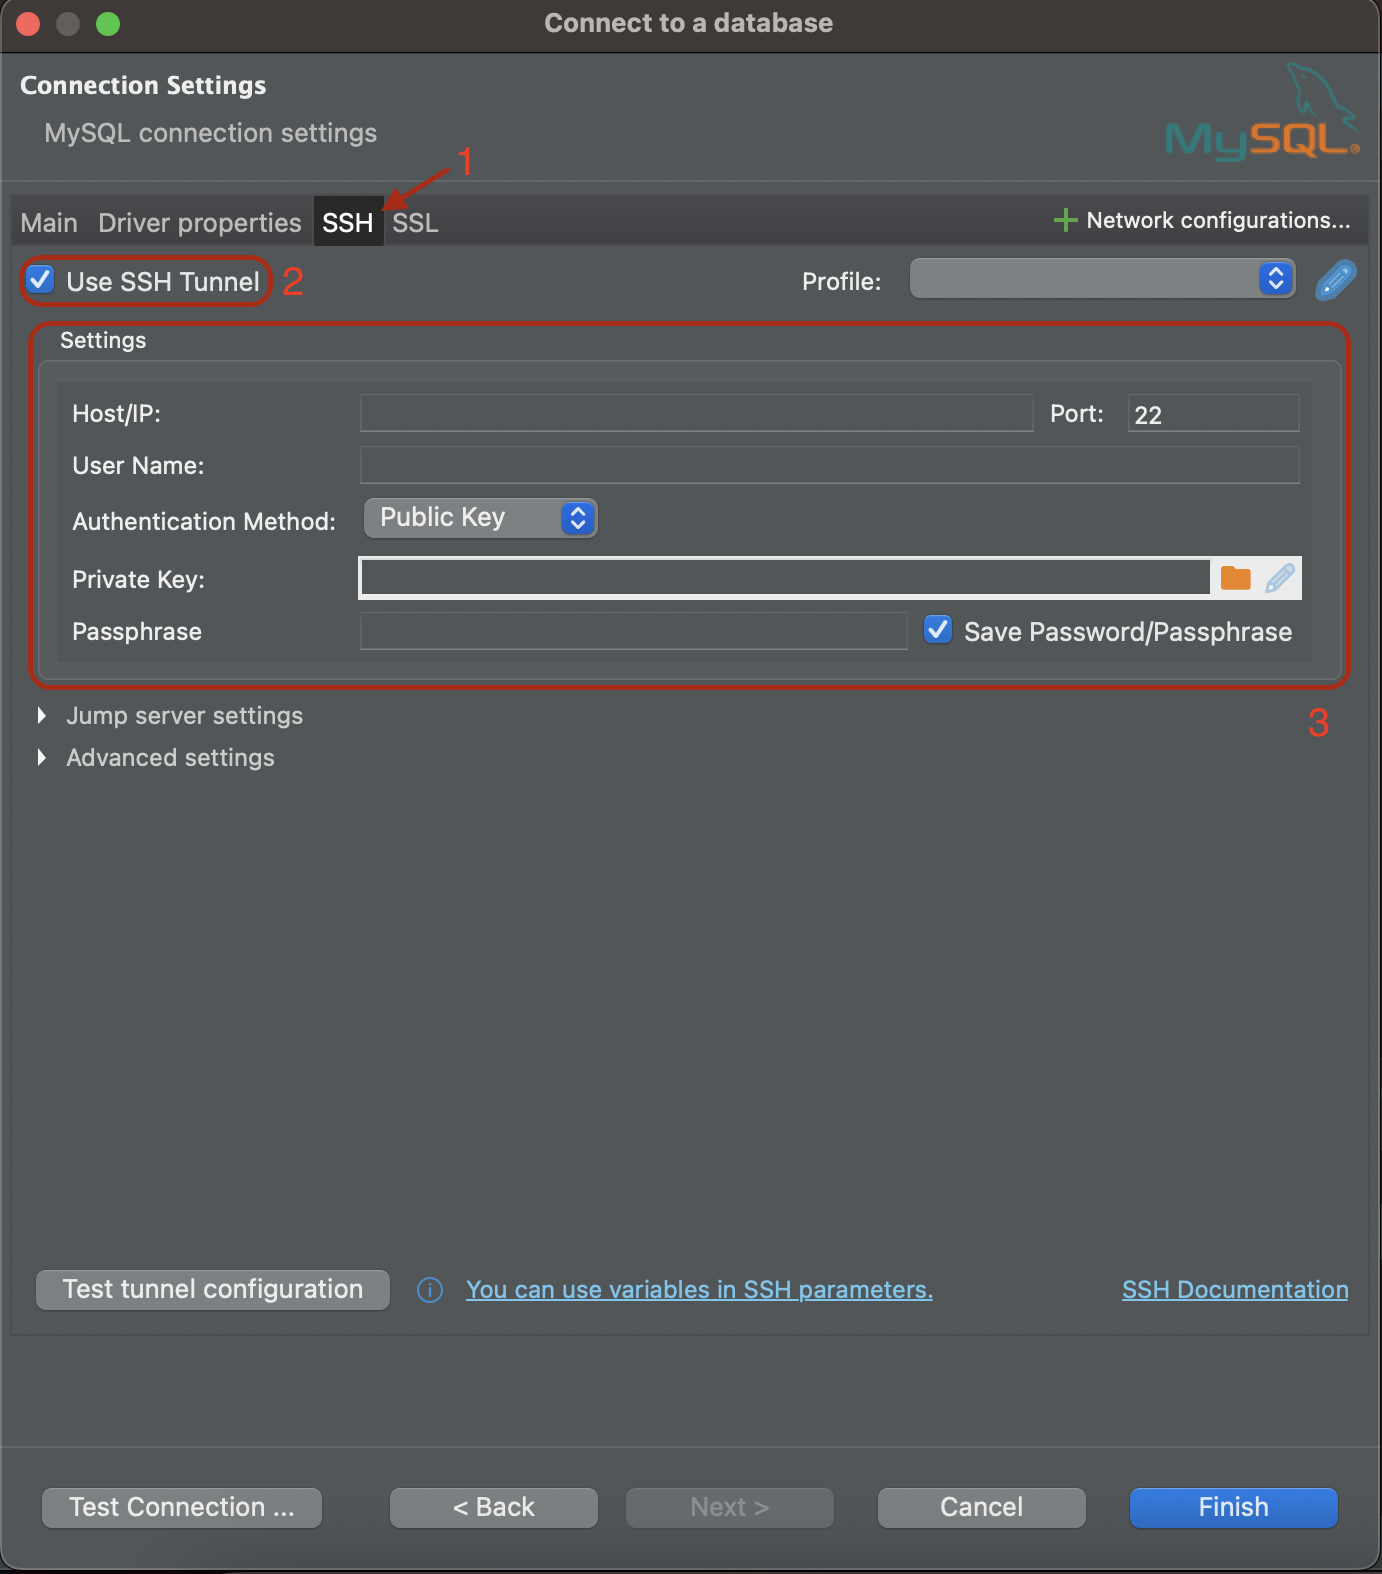 Connect to a database
Connection Settings
MySQL connection settings
MySQL®
1
Main Driver properties SSH SSL Network configurations...
Use SSH Tunnel 2 Profile:
Settings
Host/IP: Port: 22
User Name:
Authentication Method: Public Key
Private Key:
Passphrase Save Password/Passphrase
Jump server settings
3
Advanced settings
Test tunnel configuration You can use variables in SSH parameters. SSH Documentation
Test Connection ... < Back Next > Cancel Finish